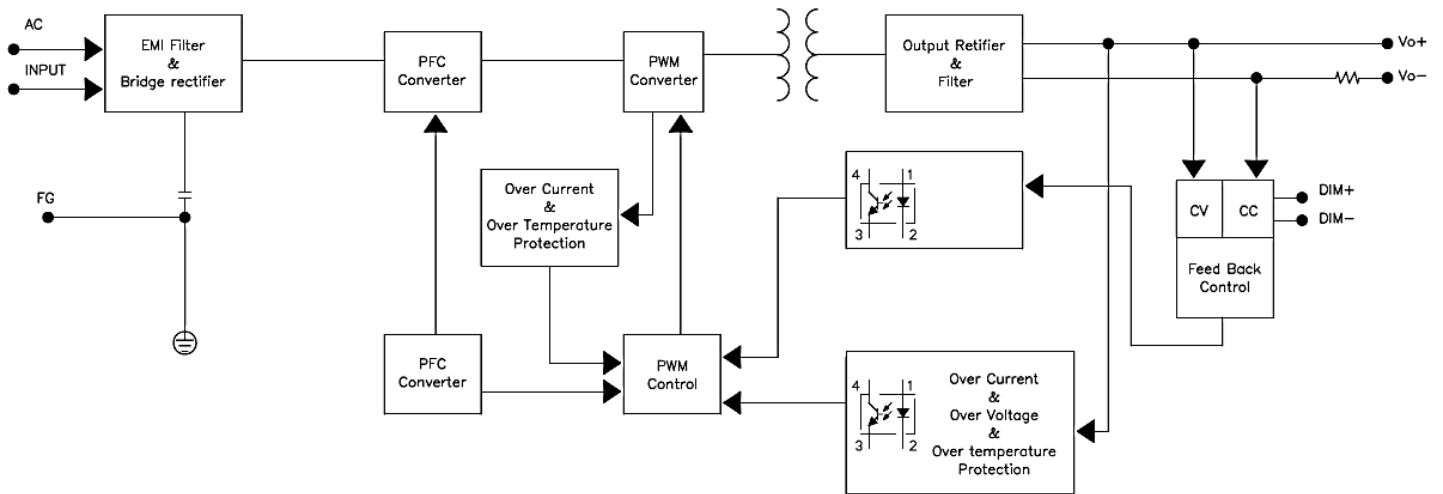 AC
INPUT
EMI Filter
&
Bridge rectifier
PFC
Converter
PWM
Converter
Output Retifier
&
Filter
Vo+
Vo-
FG
Over Current
&
Over Temperature
Protection
4
1
3
2
CV
CC
DIM+
DIM-
Feed Back
Control
PFC
Converter
PWM
Control
4
1
3
2
Over Current
&
Over Voltage
&
Over temperature
Protection